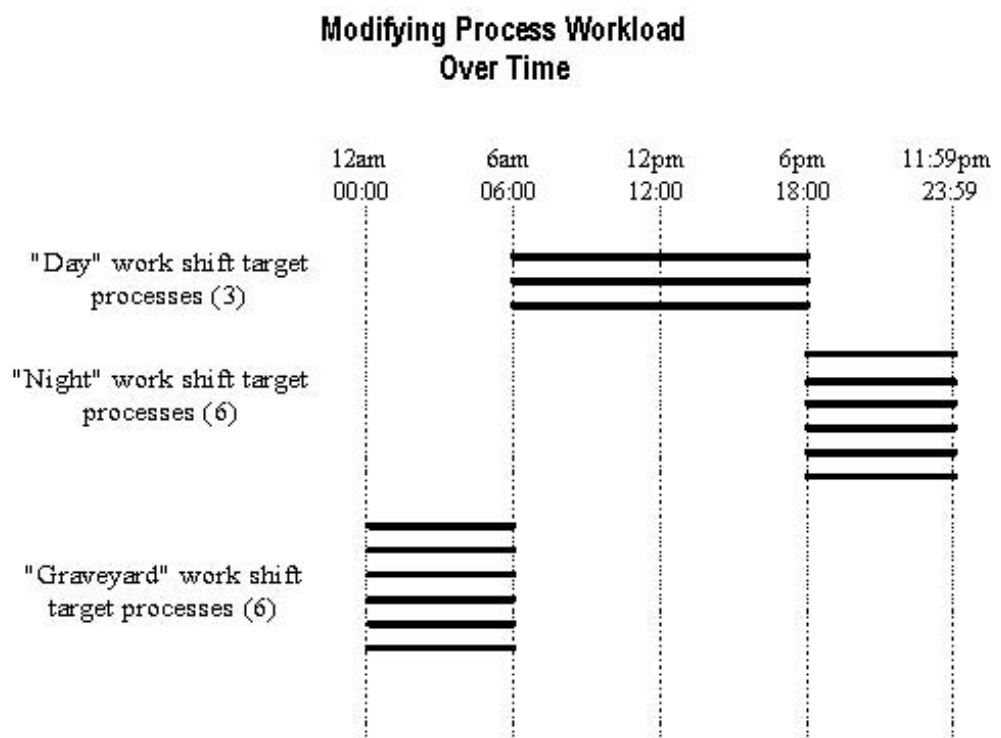 Modifying Process Workload
Over Time
12am 6am 12pm 6pm 11:59pm
00:00 06:00 12:00 18:00 23:59
"Day" work shift target
processes (3)
"Night" work shift target
processes (6)
"Graveyard" work shift
target processes (6)